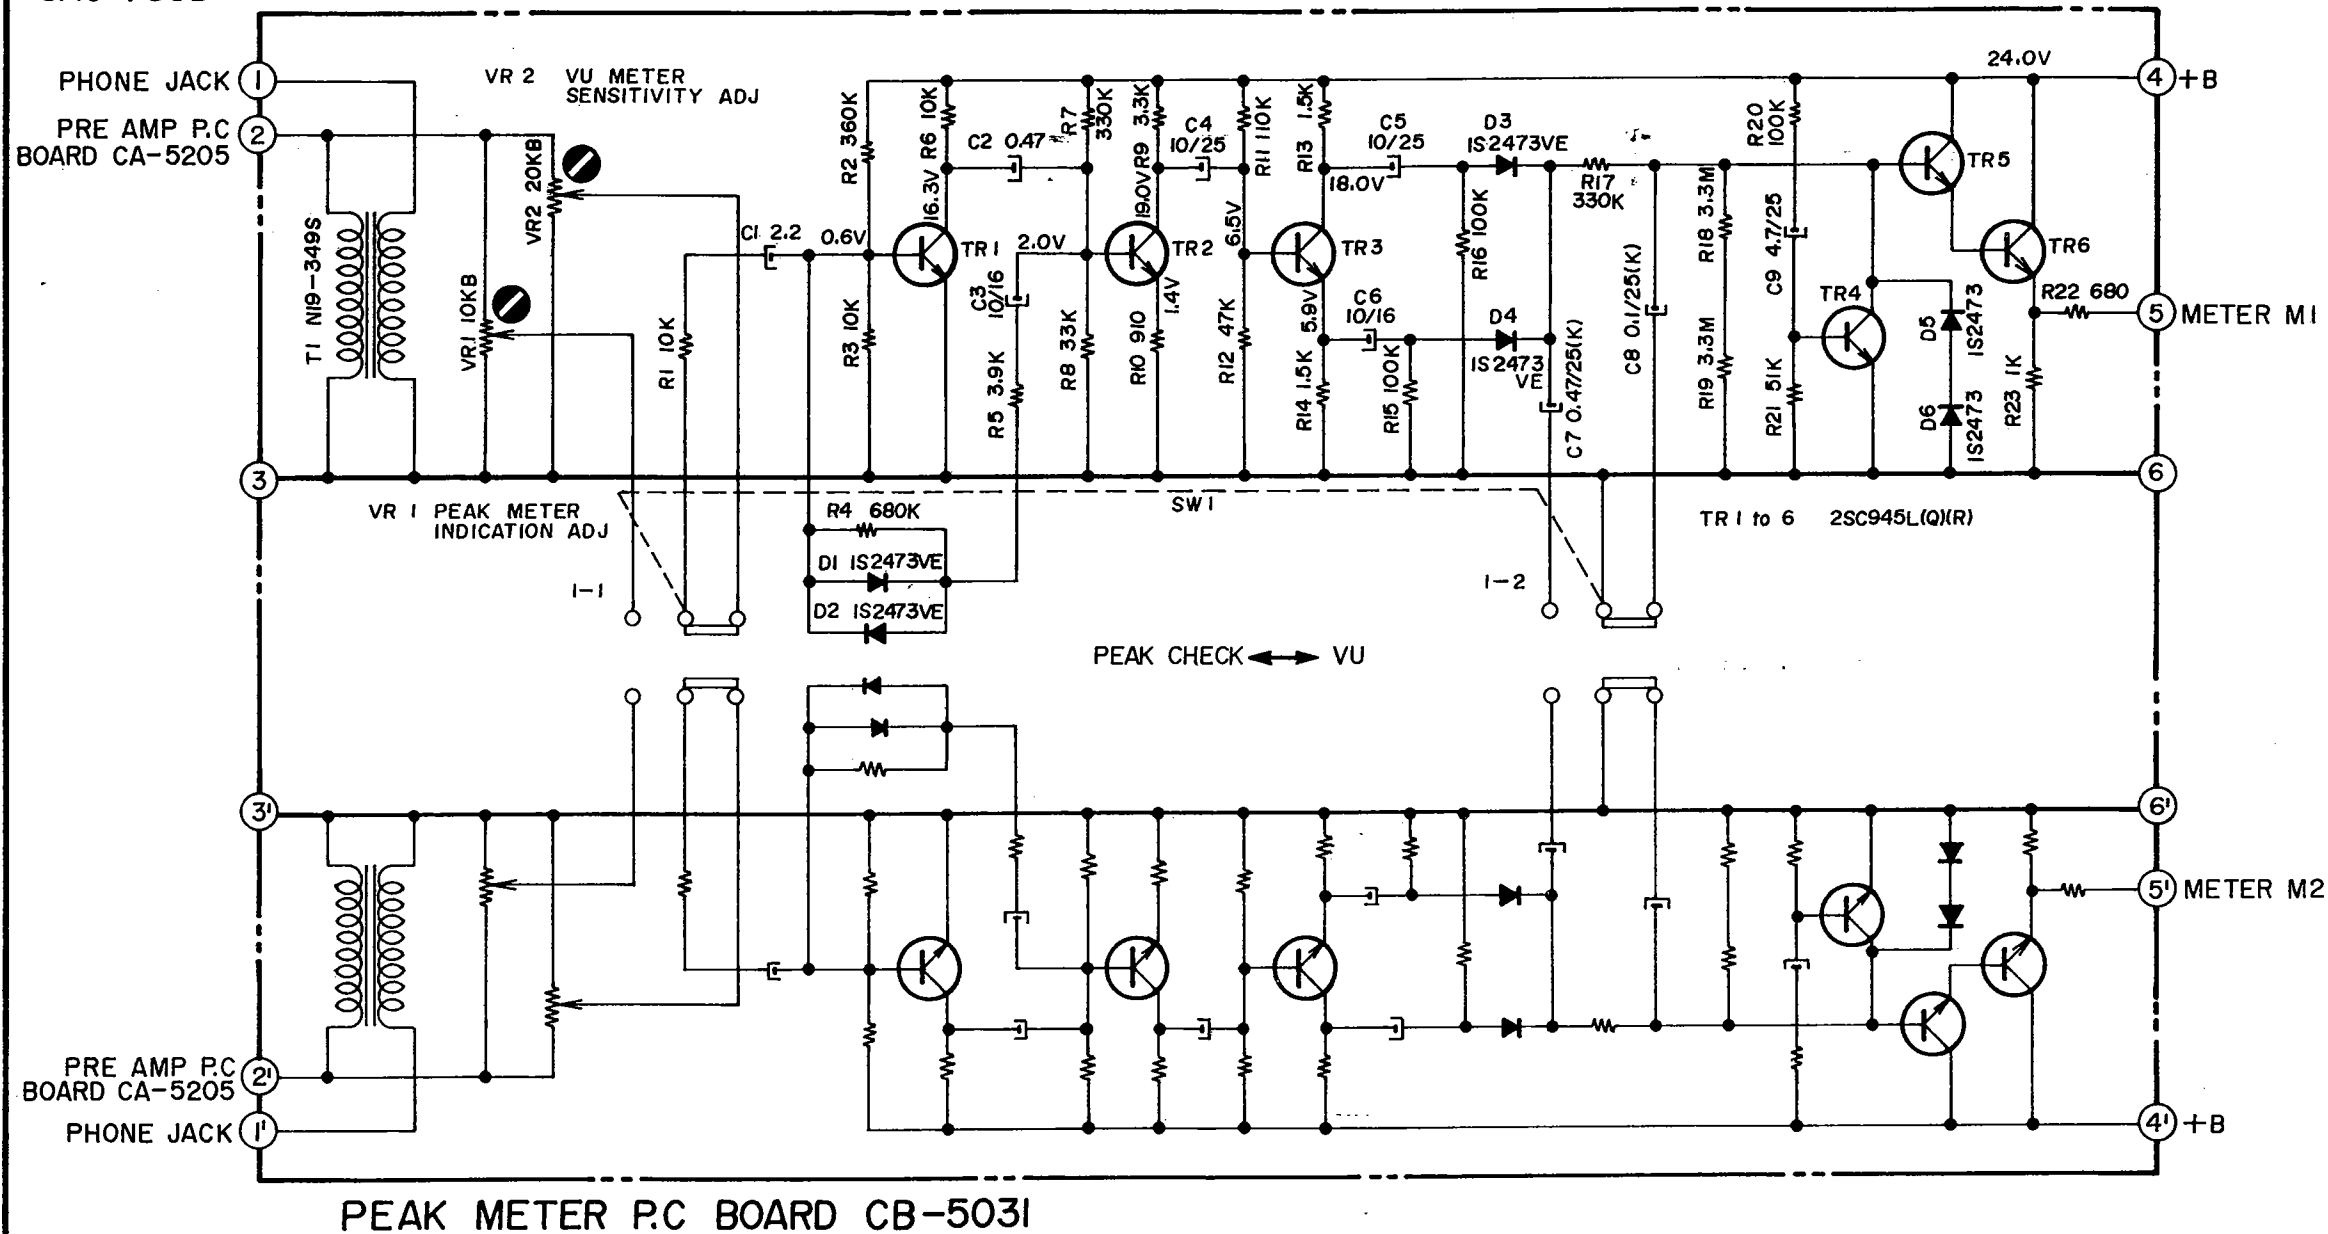 PHONE JACK 1
PRE AMP P.C
BOARD CA-5205 2
VR 2 VU METER
SENSITIVITY ADJ
24.0V
4 +B
T1 N19-349S
VR1 10KB
VR2 20KB
R1 10K
C1 2.2
0.6V
R2 360K
R3 10K
R6 10K
16.3V
TR1
C2 0.47
2.0V
C3
10/16
R5 3.9K
R7
330K
R8 33K
R9 3.3K
19.0V
TR2
1.4V
R10 910
C4
10/25
R11 110K
6.5V
R12 47K
R13 1.5K
18.0V
TR3
5.9V
R14 1.5K
C5
10/25
C6
10/16
R15 100K
R16 100K
D3
1S2473VE
D4
1S2473
VE
R17
330K
C7 0.47/25(K)
C8 0.1/25(K)
R18 3.3M
R19 3.3M
R20
100K
C9 4.7/25
R21 51K
TR4
TR5
TR6
D5
1S2473
D6
1S2473
R22 680
R23 1K
5 METER M1
3
6
VR 1 PEAK METER
INDICATION ADJ
SW1
TR 1 to 6 2SC945L(Q)(R)
R4 680K
D1 1S2473VE
D2 1S2473VE
1-1
1-2
PEAK CHECK ↔ VU
3'
6'
5' METER M2
PRE AMP P.C
BOARD CA-5205 2'
PHONE JACK 1'
4' +B
PEAK METER P.C BOARD CB-5031